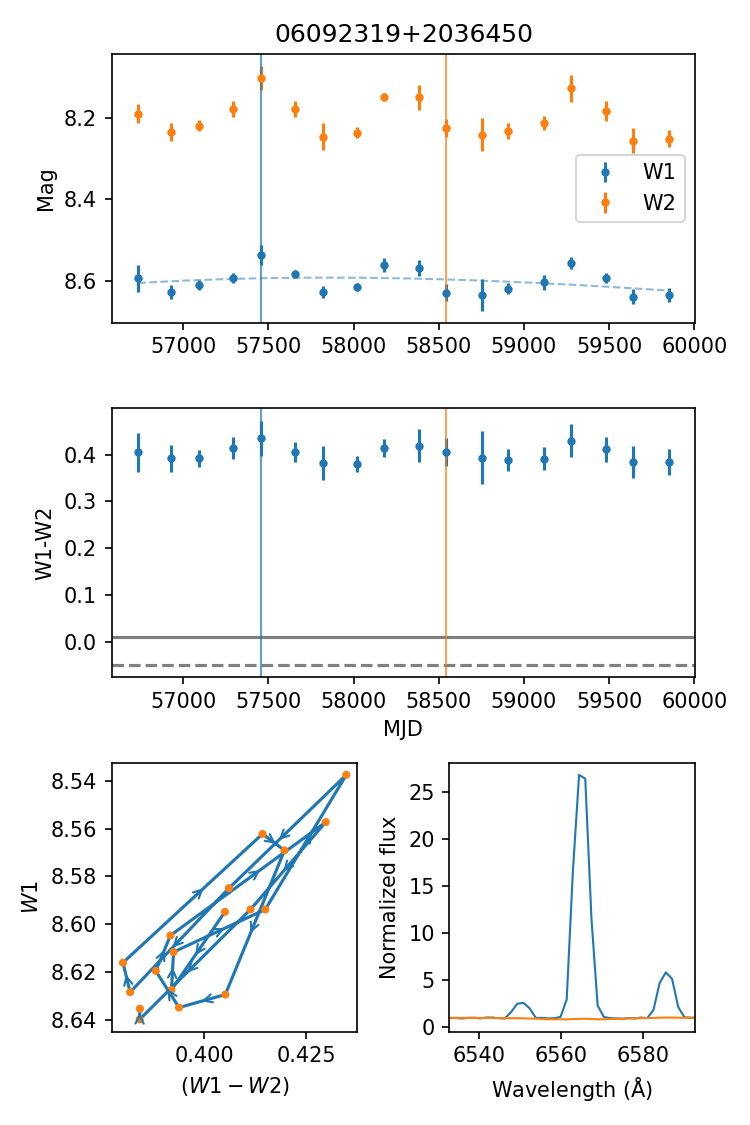 06092319+2036450
8.2
8.4
8.6
Mag
W1
W2
57000 57500 58000 58500 59000 59500 60000
0.4
0.3
0.2
0.1
0.0
W1-W2
57000 57500 58000 58500 59000 59500 60000
MJD
8.54
8.56
8.58
8.60
8.62
8.64
W1
0.400 0.425
(W1 − W2)
25
20
15
10
5
0
Normalized flux
6540 6560 6580
Wavelength (Å)